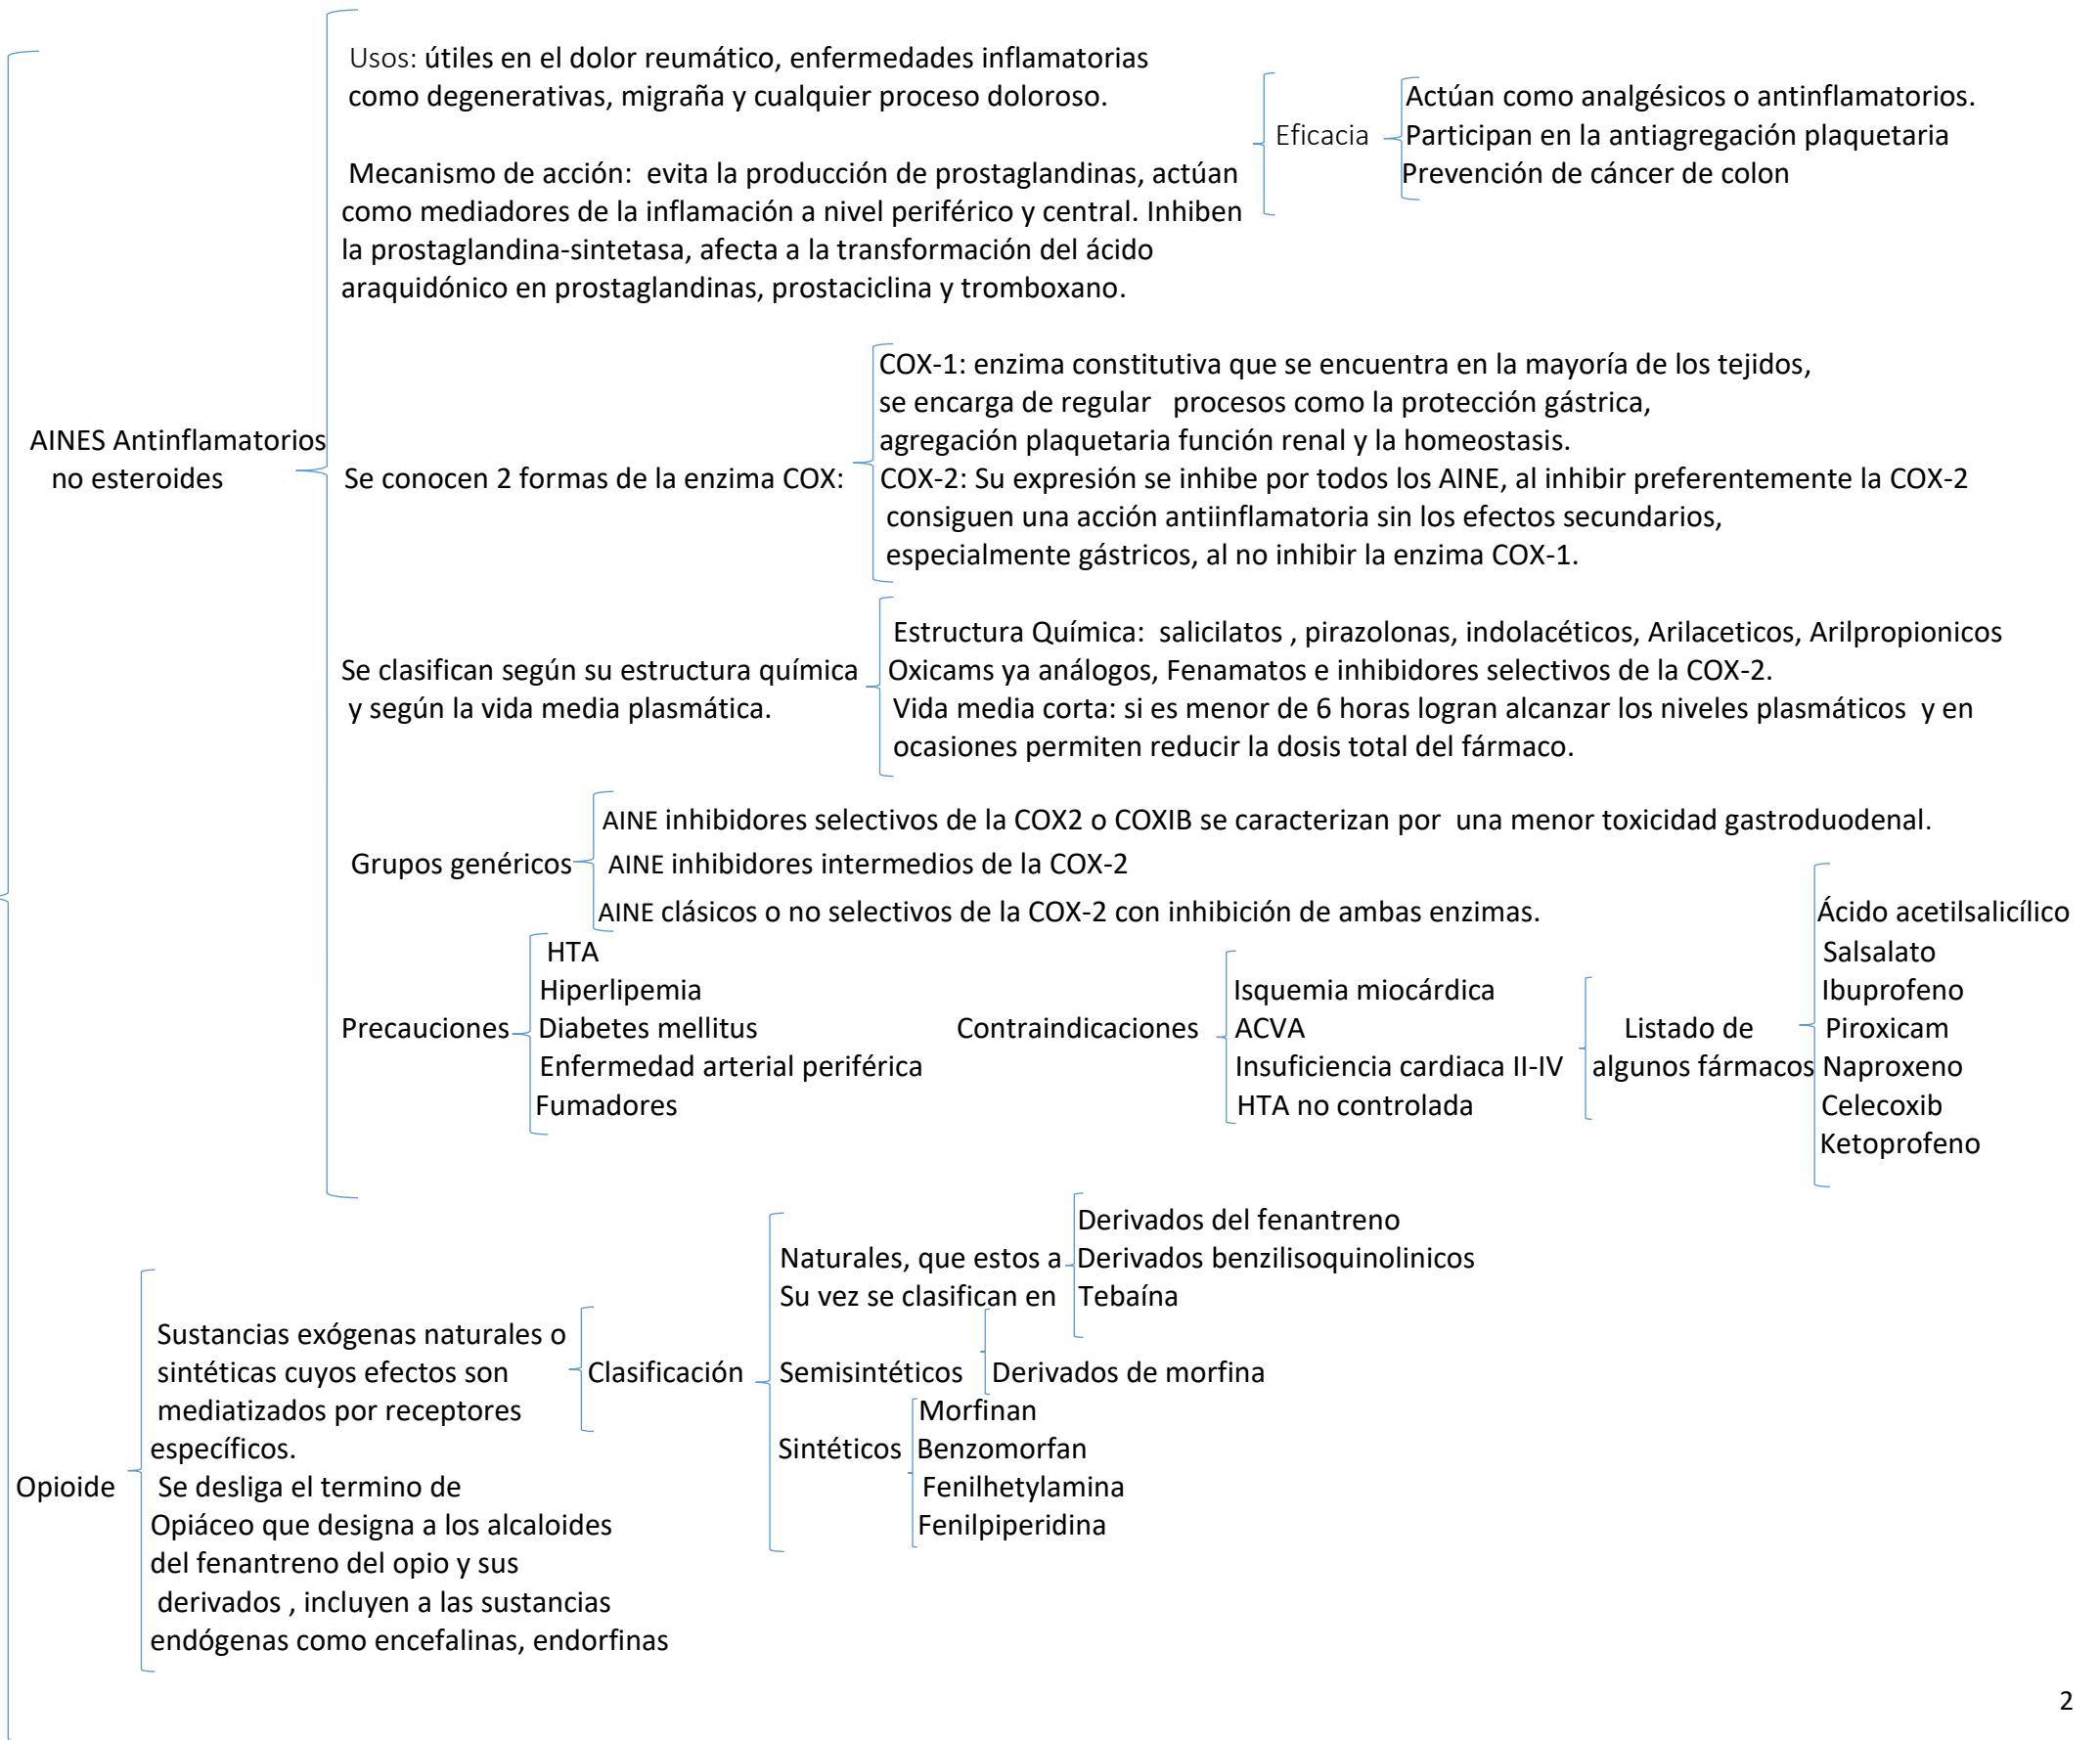 Usos: útiles en el dolor reumático, enfermedades inflamatorias
como degenerativas, migraña y cualquier proceso doloroso.
Eficacia
Actúan como analgésicos o antinflamatorios.
Participan en la antiagregación plaquetaria
Prevención de cáncer de colon
Mecanismo de acción:  evita la producción de prostaglandinas, actúan
como mediadores de la inflamación a nivel periférico y central. Inhiben
la prostaglandina-sintetasa, afecta a la transformación del ácido
araquidónico en prostaglandinas, prostaciclina y tromboxano.
AINES Antinflamatorios
no esteroides
Se conocen 2 formas de la enzima COX:
COX-1: enzima constitutiva que se encuentra en la mayoría de los tejidos,
se encarga de regular   procesos como la protección gástrica,
agregación plaquetaria función renal y la homeostasis.
COX-2: Su expresión se inhibe por todos los AINE, al inhibir preferentemente la COX-2
consiguen una acción antiinflamatoria sin los efectos secundarios,
especialmente gástricos, al no inhibir la enzima COX-1.
Se clasifican según su estructura química
y según la vida media plasmática.
Estructura Química:  salicilatos , pirazolonas, indolacéticos, Arilaceticos, Arilpropionicos
Oxicams ya análogos, Fenamatos e inhibidores selectivos de la COX-2.
Vida media corta: si es menor de 6 horas logran alcanzar los niveles plasmáticos  y en
ocasiones permiten reducir la dosis total del fármaco.
Grupos genéricos
AINE inhibidores selectivos de la COX2 o COXIB se caracterizan por  una menor toxicidad gastroduodenal.
AINE inhibidores intermedios de la COX-2
AINE clásicos o no selectivos de la COX-2 con inhibición de ambas enzimas.
Precauciones
HTA
Hiperlipemia
Diabetes mellitus
Enfermedad arterial periférica
Fumadores
Contraindicaciones
Isquemia miocárdica
ACVA
Insuficiencia cardiaca II-IV
HTA no controlada
Listado de
algunos fármacos
Ácido acetilsalicílico
Salsalato
Ibuprofeno
Piroxicam
Naproxeno
Celecoxib
Ketoprofeno
Opioide
Sustancias exógenas naturales o
sintéticas cuyos efectos son
mediatizados por receptores
específicos.
Se desliga el termino de
Opiáceo que designa a los alcaloides
del fenantreno del opio y sus
derivados , incluyen a las sustancias
endógenas como encefalinas, endorfinas
Clasificación
Naturales, que estos a
Su vez se clasifican en
Derivados del fenantreno
Derivados benzilisoquinolinicos
Tebaína
Semisintéticos
Derivados de morfina
Sintéticos
Morfinan
Benzomorfan
Fenilhetylamina
Fenilpiperidina
2